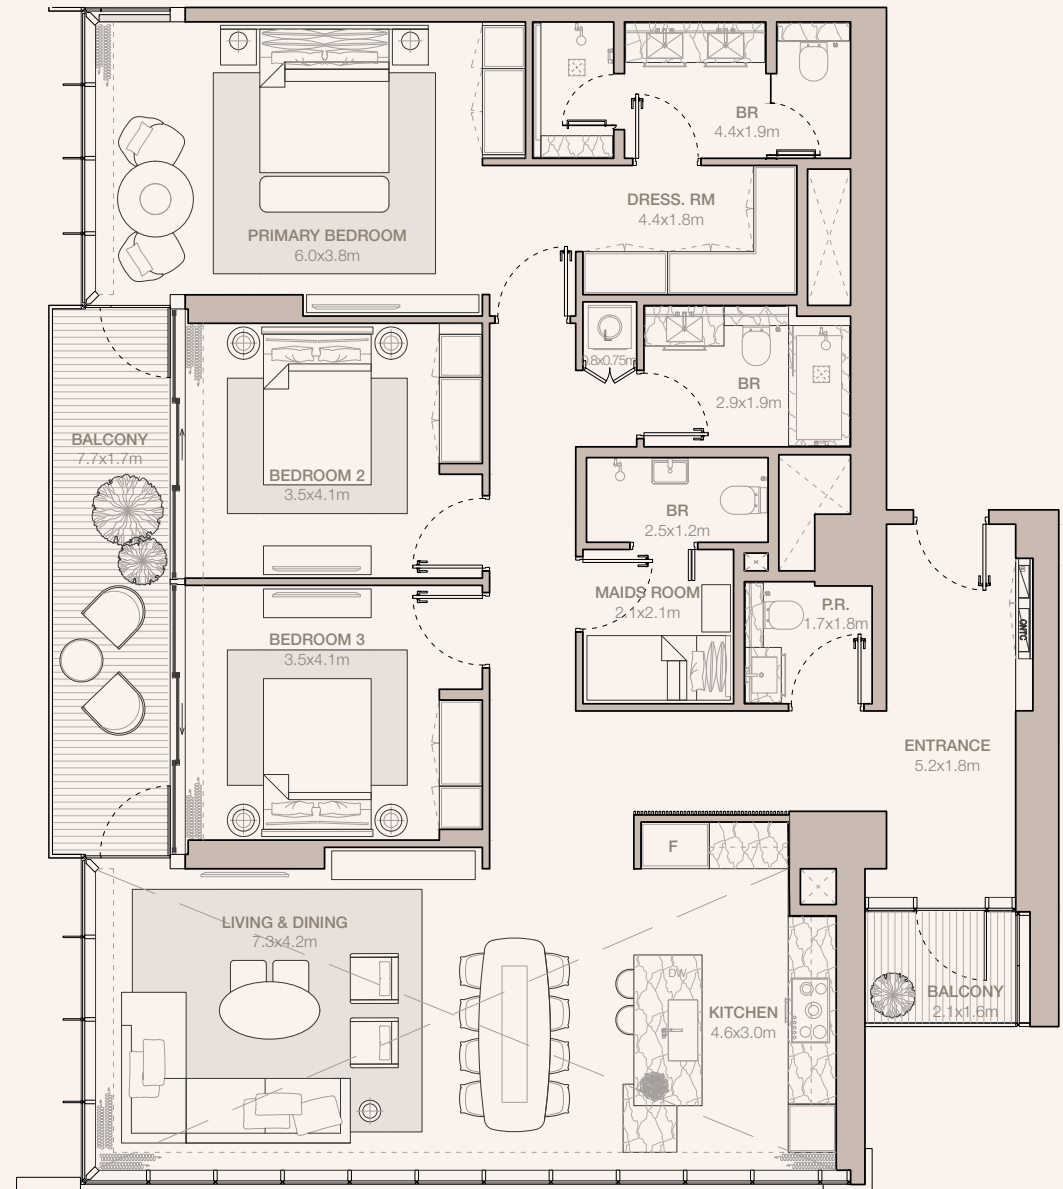 BR
4.4x1.9m
DRESS. RM
4.4x1.8m
PRIMARY BEDROOM
6.0x3.8m
L
0.8x0.75m
BR
2.9x1.9m
BALCONY
7.7x1.7m
BEDROOM 2
3.5x4.1m
BR
2.5x1.2m
MAIDS ROOM
2.1x2.1m
P.R.
1.7x1.8m
ONTC
BEDROOM 3
3.5x4.1m
ENTRANCE
5.2x1.8m
F
LIVING & DINING
7.3x4.2m
DW
KITCHEN
4.6x3.0m
BALCONY
2.1x1.6m